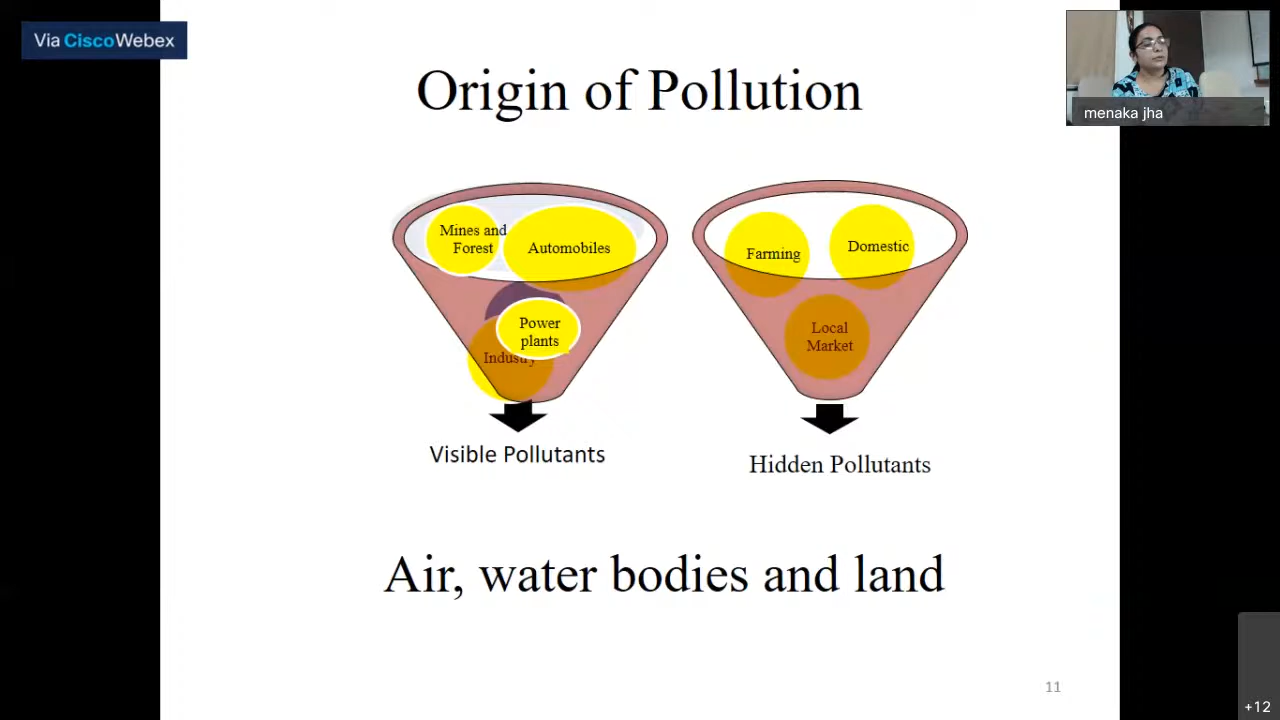 Via CiscoWebex
menaka jha
Origin of Pollution
Mines and
Forest
Automobiles
Power
plants
Industry
Farming
Domestic
Local
Market
Visible Pollutants
Hidden Pollutants
Air, water bodies and land
11
+12